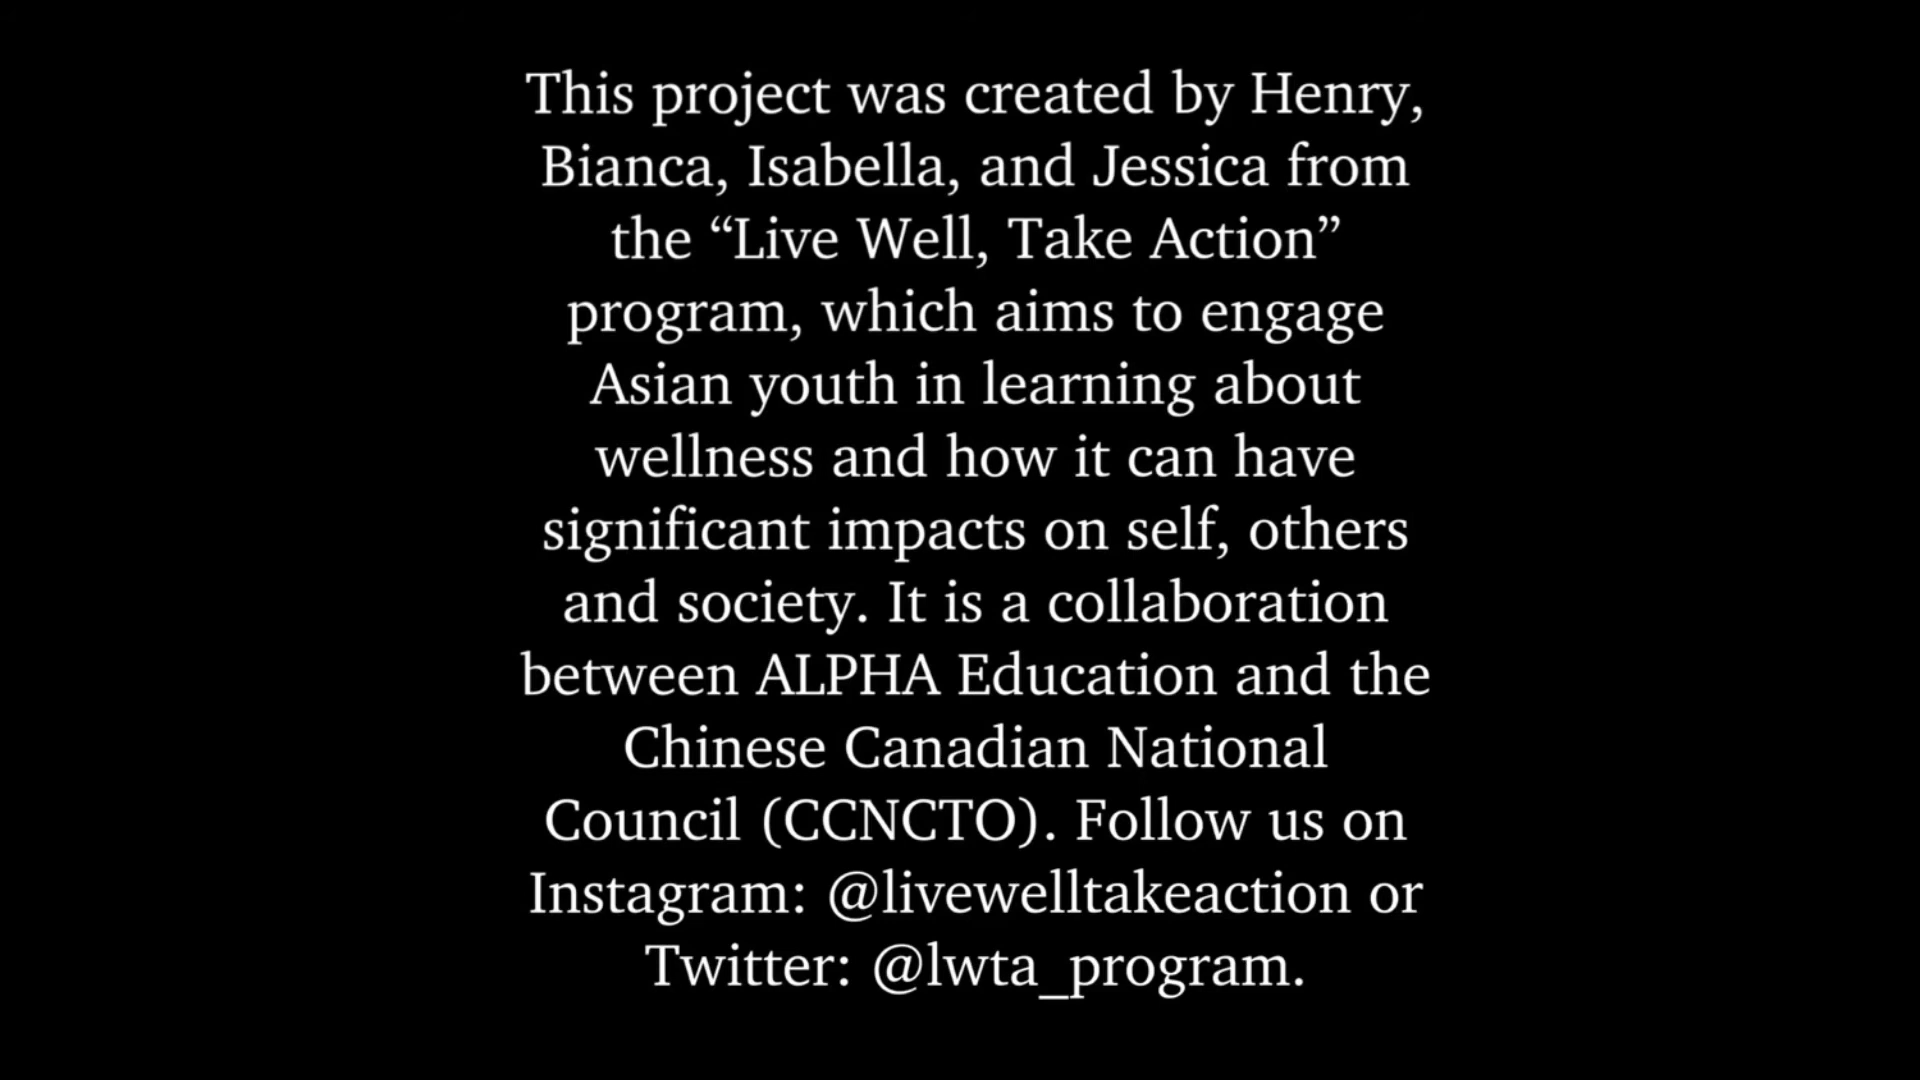 This project was created by Henry,
Bianca, Isabella, and Jessica from
the “Live Well, Take Action”
program, which aims to engage
Asian youth in learning about
wellness and how it can have
significant impacts on self, others
and society. It is a collaboration
between ALPHA Education and the
Chinese Canadian National
Council (CCNCTO). Follow us on
Instagram: @livewelltakeaction or
Twitter: @lwta_program.